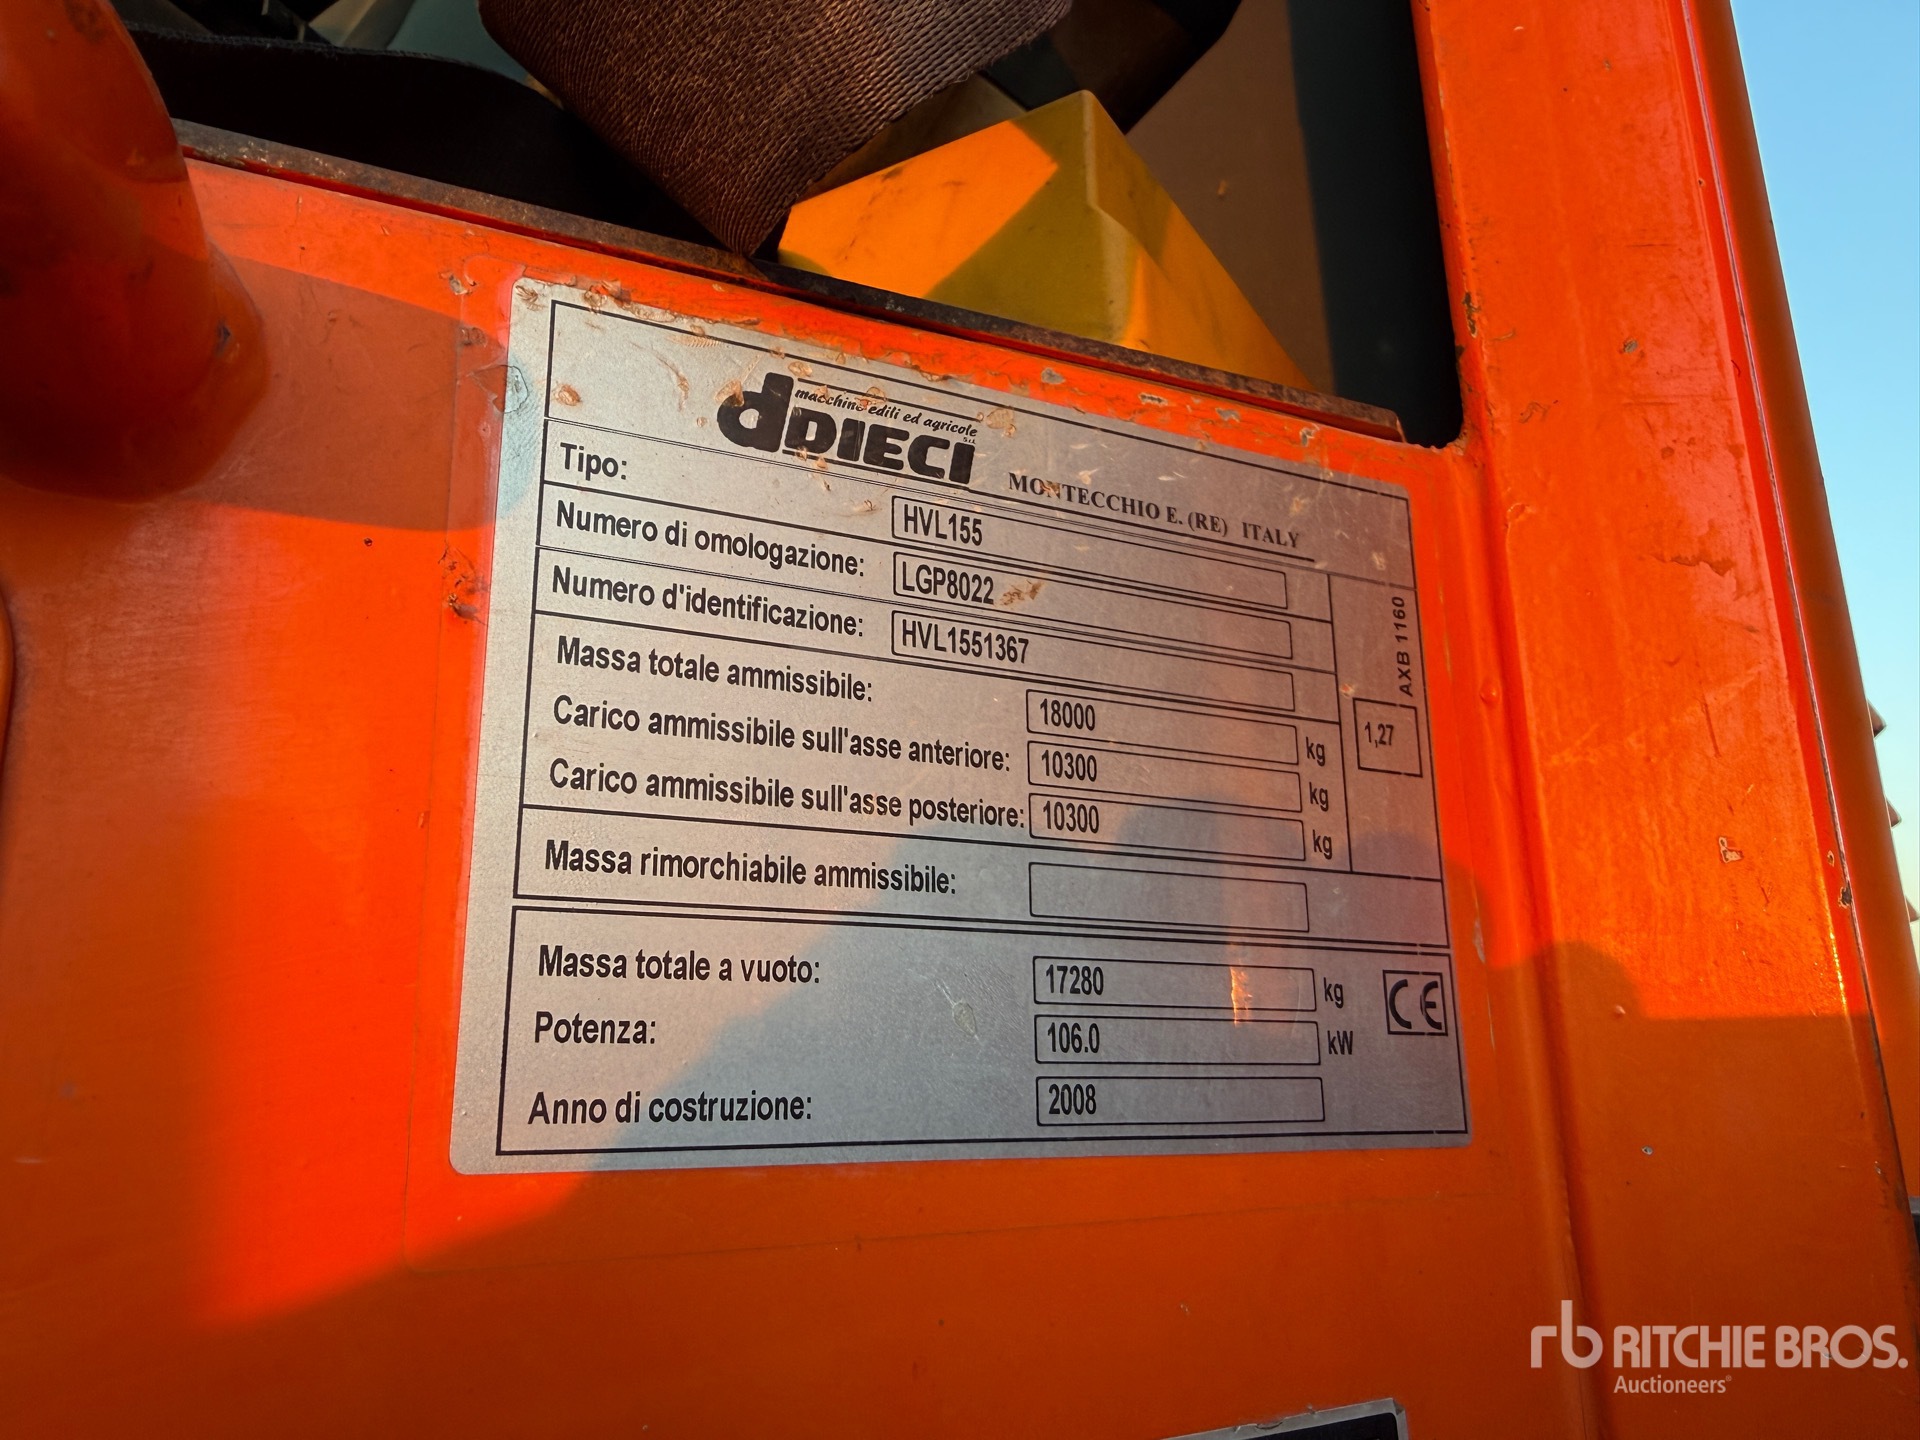 macchine edili ed agricole
dDIECI s.r.l.
MONTECCHIO E. (RE) ITALY
Tipo: HVL155
Numero di omologazione: LGP8022
Numero d'identificazione: HVL1551367
Massa totale ammissibile: 18000 kg
Carico ammissibile sull'asse anteriore: 10300 kg
Carico ammissibile sull'asse posteriore: 10300 kg
Massa rimorchiabile ammissibile:
AXB 1160
1,27
Massa totale a vuoto: 17280 kg
Potenza: 106.0 kW
Anno di costruzione: 2008
CE
rb RITCHIE BROS.
Auctioneers®